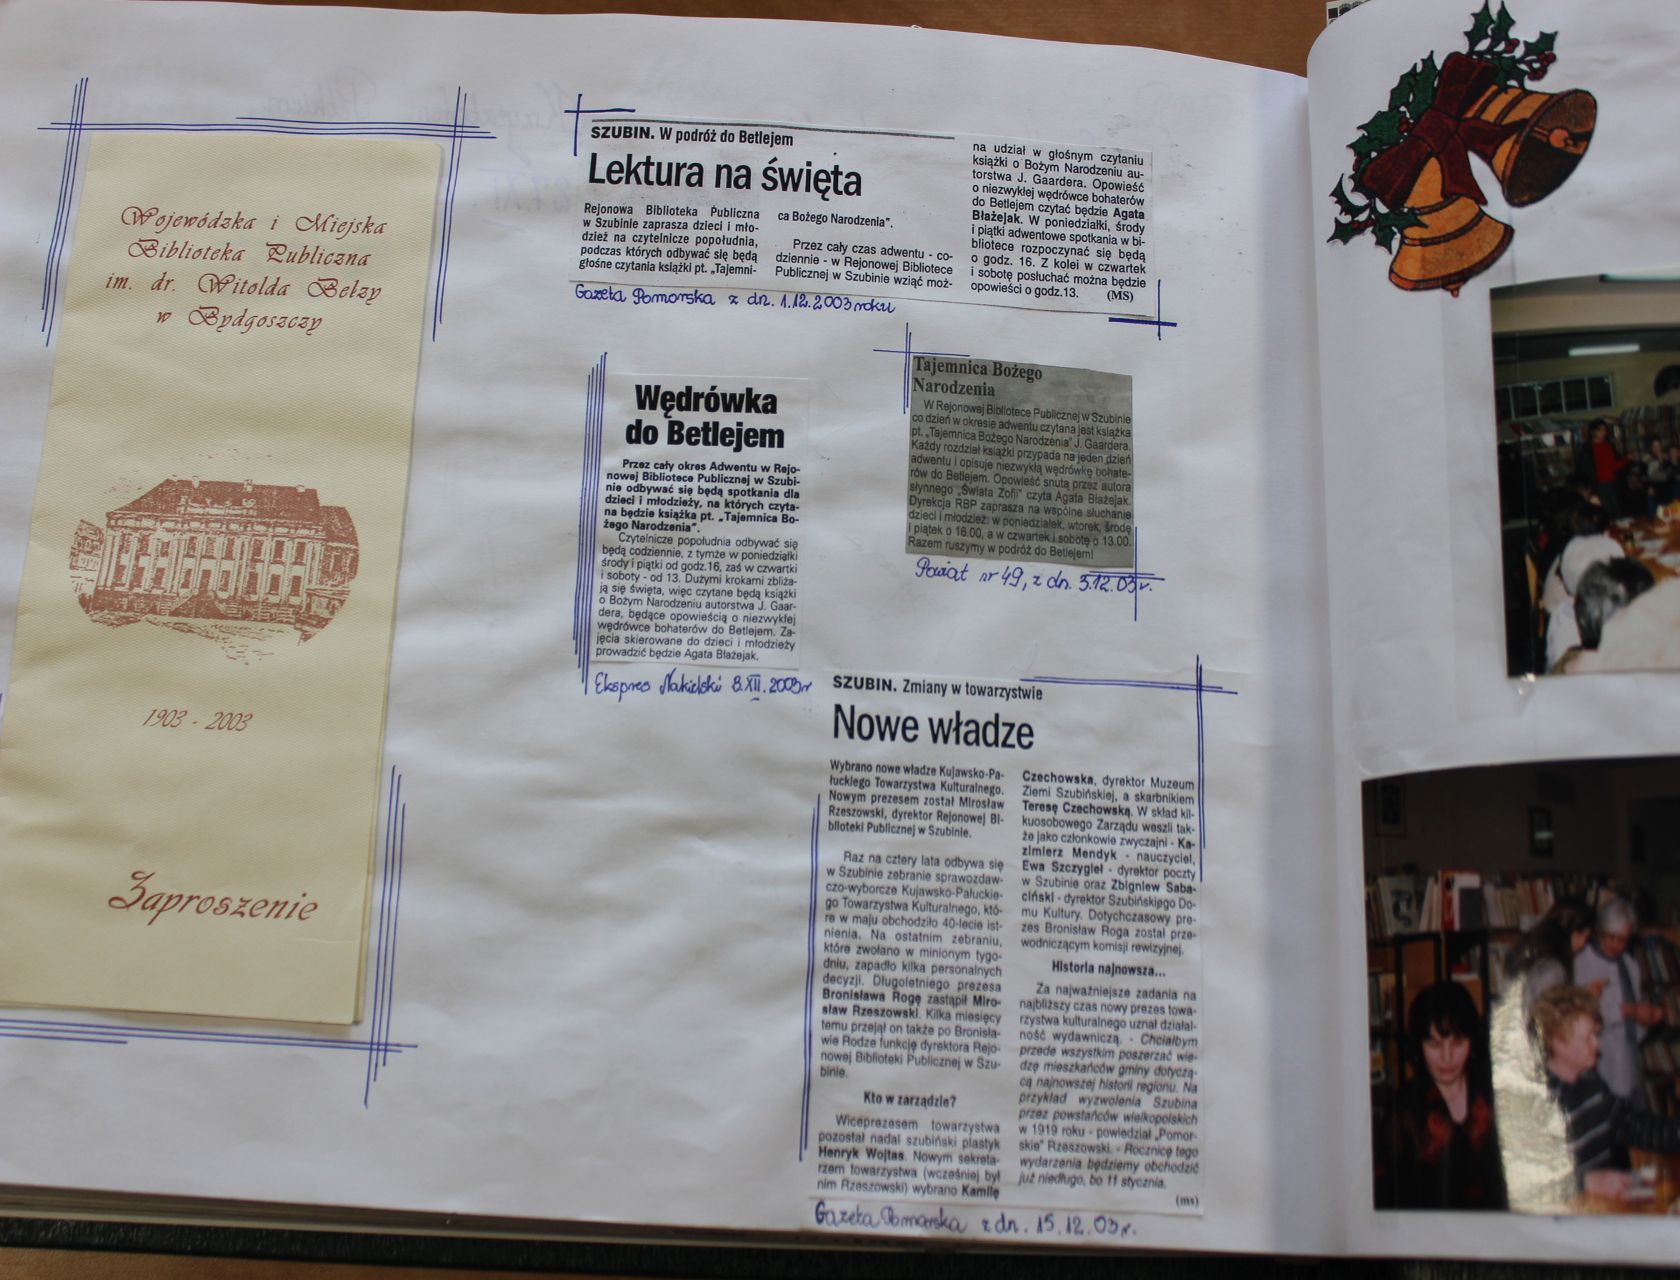 Wojewódzka i Miejska
Biblioteka Publiczna
im. dr. Witolda Bełzy
w Bydgoszczy
1903 - 2003
Zaproszenie
SZUBIN. W podróż do Betlejem
Lektura na święta
Rejonowa Biblioteka Publiczna
w Szubinie zaprasza dzieci i mło-
dzież na czytelnicze popołudnia,
podczas których odbywać się będą
głośne czytania książki pt. „Tajemni-
ca Bożego Narodzenia".
Przez cały czas adwentu - co-
dziennie - w Rejonowej Bibliotece
Publicznej w Szubinie wziąć moż-
na udział w głośnym czytaniu
książki o Bożym Narodzeniu au-
torstwa J. Gaardera. Opowieść
o niezwykłej wędrówce bohaterów
do Betlejem czytać będzie Agata
Błażejak. W poniedziałki, środy
i piątki adwentowe spotkania w bi-
bliotece rozpoczynać się będą
o godz. 16. Z kolei w czwartek
i sobotę posłuchać można będzie
opowieści o godz.13. (MS)
Gazeta Pomorska z dn. 1.12.2003 roku
Wędrówka
do Betlejem
Przez cały okres Adwentu w Rejo-
nowej Bibliotece Publicznej w Szubi-
nie odbywać się będą spotkania dla
dzieci i młodzieży, na których czyta-
na będzie książka pt. „Tajemnica Bo-
żego Narodzenia".
Czytelnicze popołudnia odbywać się
będą codziennie, z tymże w poniedziałki
środy i piątki od godz.16, zaś w czwartki
i soboty - od 13. Dużymi krokami zbliża-
ją się święta, więc czytane będą książki
o Bożym Narodzeniu autorstwa J. Gaar-
dera, będące opowieścią o niezwykłej
wędrówce bohaterów do Betlejem. Za-
jęcia skierowane do dzieci i młodzieży
prowadzić będzie Agata Błażejak.
Ekspres Nakielski 8.XII.2003r
Tajemnica Bożego
Narodzenia
W Rejonowej Bibliotece Publicznej w Szubinie
co dzień w okresie adwentu czytana jest książka
pt. „Tajemnica Bożego Narodzenia" J. Gaardera.
Każdy rozdział książki przypada na jeden dzień
adwentu i opisuje niezwykłą wędrówkę bohate-
rów do Betlejem. Opowieść snutą przez autora
słynnego „Świata Zofii" czyta Agata Błażejak.
Dyrekcja RBP zaprasza na wspólne słuchanie
dzieci i młodzież: w poniedziałek, wtorek, środę
i piątek o 16.00, a w czwartek i sobotę o 13.00.
Razem ruszymy w podróż do Betlejem!
Powiat nr 49, z dn. 5.12.03r.
SZUBIN. Zmiany w towarzystwie
Nowe władze
Wybrano nowe władze Kujawsko-Pa-
łuckiego Towarzystwa Kulturalnego.
Nowym prezesem został Mirosław
Rzeszowski, dyrektor Rejonowej Bi-
blioteki Publicznej w Szubinie.
Raz na cztery lata odbywa się
w Szubinie zebranie sprawozdaw-
czo-wyborcze Kujawsko-Pałuckie-
go Towarzystwa Kulturalnego, któ-
re w maju obchodziło 40-lecie ist-
nienia. Na ostatnim zebraniu,
które zwołano w minionym tygo-
dniu, zapadło kilka personalnych
decyzji. Długoletniego prezesa
Bronisława Rogę zastąpił Miro-
sław Rzeszowski. Kilka miesięcy
temu przejął on także po Bronisła-
wie Rodze funkcję dyrektora Rejo-
nowej Biblioteki Publicznej w Szu-
binie.
Kto w zarządzie?
Wiceprezesem towarzystwa
pozostał nadal szubiński plastyk
Henryk Wojtas. Nowym sekreta-
rzem towarzystwa (wcześniej był
nim Rzeszowski) wybrano Kamilę
Czechowską, dyrektor Muzeum
Ziemi Szubińskiej, a skarbnikiem
Teresę Czechowską. W skład kil-
kuosobowego Zarządu weszli tak-
że jako członkowie zwyczajni - Ka-
zimierz Mendyk - nauczyciel,
Ewa Szczygieł - dyrektor poczty
w Szubinie oraz Zbigniew Saba-
ciński - dyrektor Szubińskiego Do-
mu Kultury. Dotychczasowy pre-
zes Bronisław Roga został prze-
wodniczącym komisji rewizyjnej.
Historia najnowsza...
Za najważniejsze zadania na
najbliższy czas nowy prezes towa-
rzystwa kulturalnego uznał działal-
ność wydawniczą. - Chciałbym
przede wszystkim poszerzać wie-
dzę mieszkańców gminy dotyczą-
cą najnowszej historii regionu. Na
przykład wyzwolenia Szubina
przez powstańców wielkopolskich
w 1919 roku - powiedział „Pomor-
skie" Rzeszowski. - Rocznicę tego
wydarzenia będziemy obchodzić
już niedługo, bo 11 stycznia.
(ms)
Gazeta Pomorska z dn. 15.12.03r.